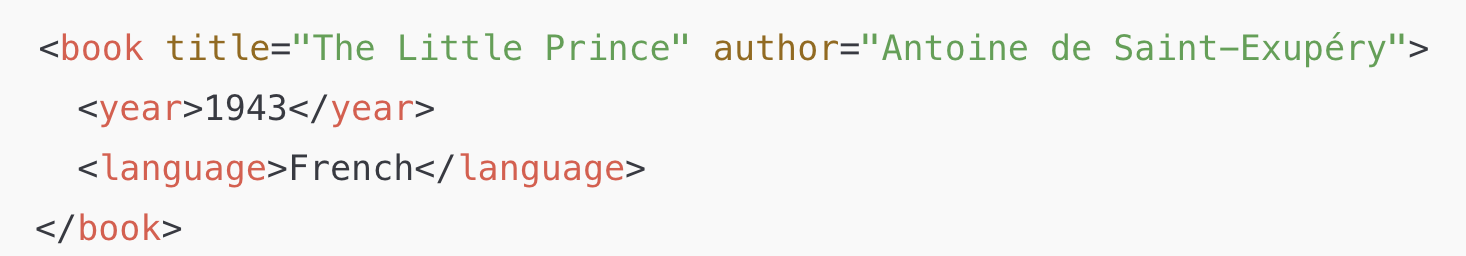 <book title="The Little Prince" author="Antoine de Saint-Exupéry">
  <year>1943</year>
  <language>French</language>
</book>